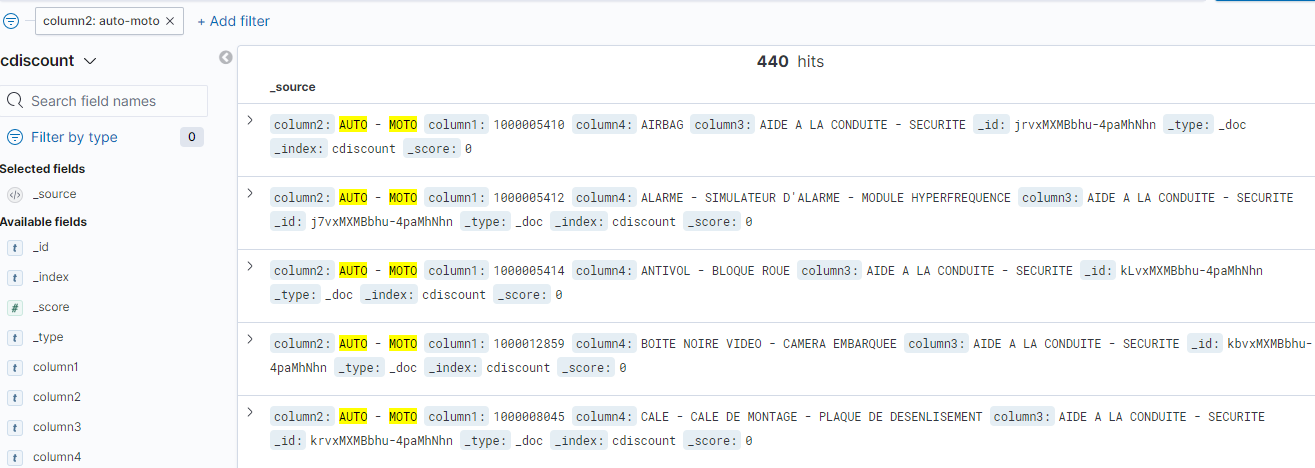 column2: auto-moto × + Add filter
cdiscount
Search field names
Filter by type 0
Selected fields
_source
Available fields
_id
_index
_score
_type
column1
column2
column3
column4
440 hits
_source
column2: AUTO - MOTO column1: 1000005410 column4: AIRBAG column3: AIDE A LA CONDUITE - SECURITE _id: jrvxMXMBbhu-4paMhNhn _type: _doc
_index: cdiscount _score: 0
column2: AUTO - MOTO column1: 1000005412 column4: ALARME - SIMULATEUR D'ALARME - MODULE HYPERFREQUENCE column3: AIDE A LA CONDUITE - SECURITE
_id: j7vxMXMBbhu-4paMhNhn _type: _doc _index: cdiscount _score: 0
column2: AUTO - MOTO column1: 1000005414 column4: ANTIVOL - BLOQUE ROUE column3: AIDE A LA CONDUITE - SECURITE _id: kLvxMXMBbhu-4paMhNhn
_type: _doc _index: cdiscount _score: 0
column2: AUTO - MOTO column1: 1000012859 column4: BOITE NOIRE VIDEO - CAMERA EMBARQUEE column3: AIDE A LA CONDUITE - SECURITE _id: kbvxMXMBbhu-
4paMhNhn _type: _doc _index: cdiscount _score: 0
column2: AUTO - MOTO column1: 1000008045 column4: CALE - CALE DE MONTAGE - PLAQUE DE DESENLISEMENT column3: AIDE A LA CONDUITE - SECURITE
_id: krvxMXMBbhu-4paMhNhn _type: _doc _index: cdiscount _score: 0